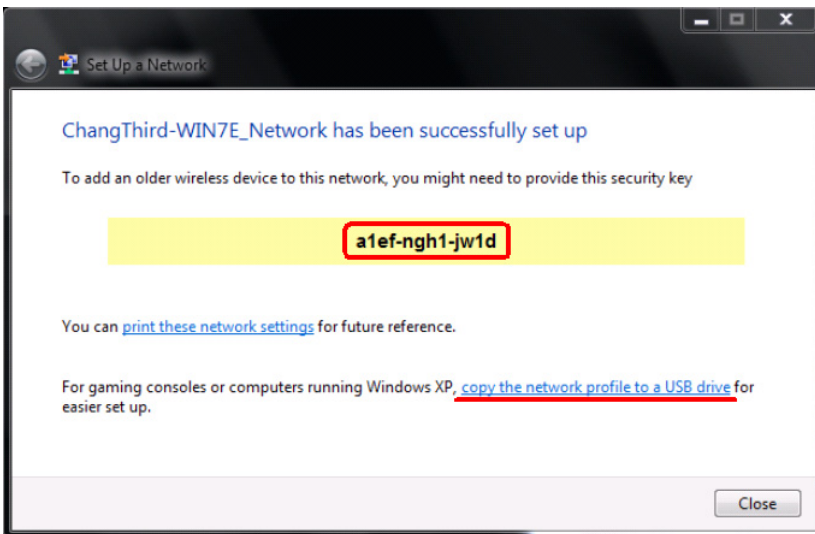 Set Up a Network
ChangThird-WIN7E_Network has been successfully set up
To add an older wireless device to this network, you might need to provide this security key
a1ef-ngh1-jw1d
You can print these network settings for future reference.
For gaming consoles or computers running Windows XP, copy the network profile to a USB drive for
easier set up.
Close